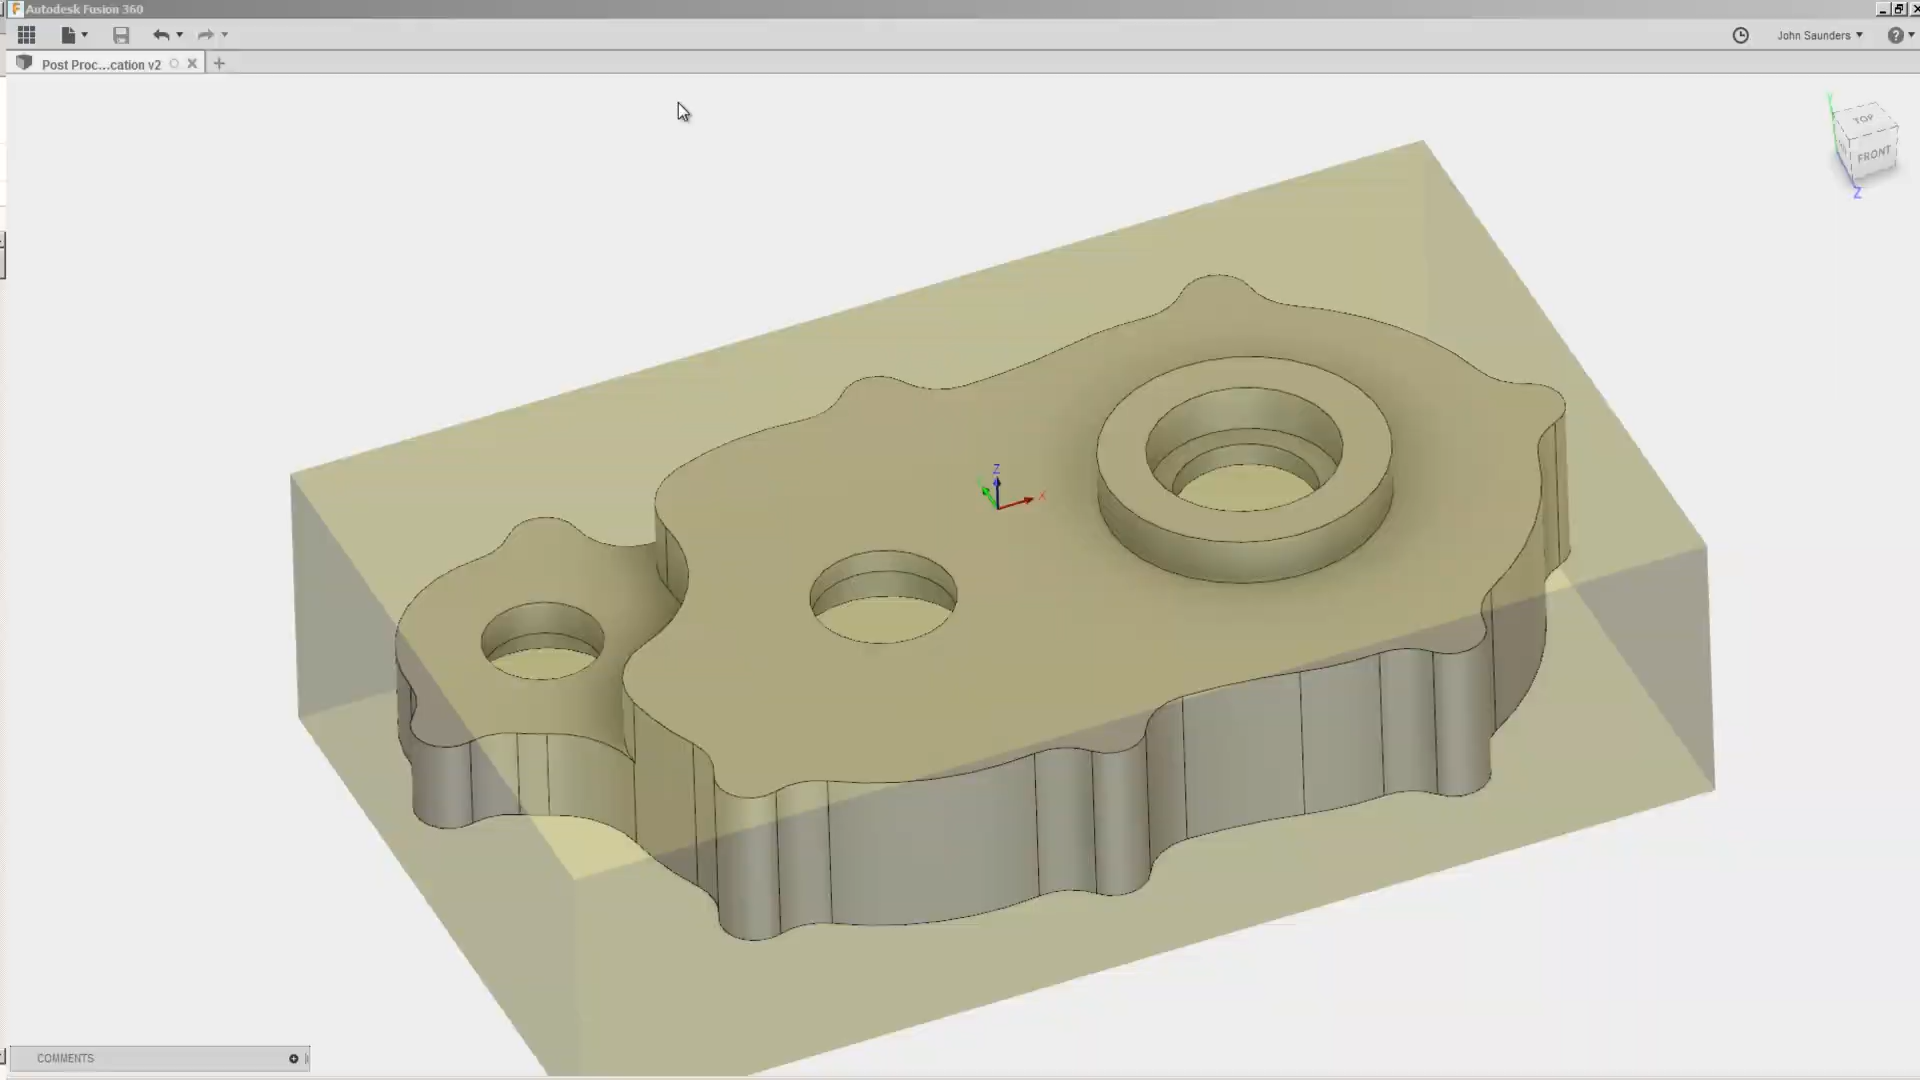 Autodesk Fusion 360
John Saunders
Post Proc...cation v2
TOP
FRONT
Z
Z
X
COMMENTS